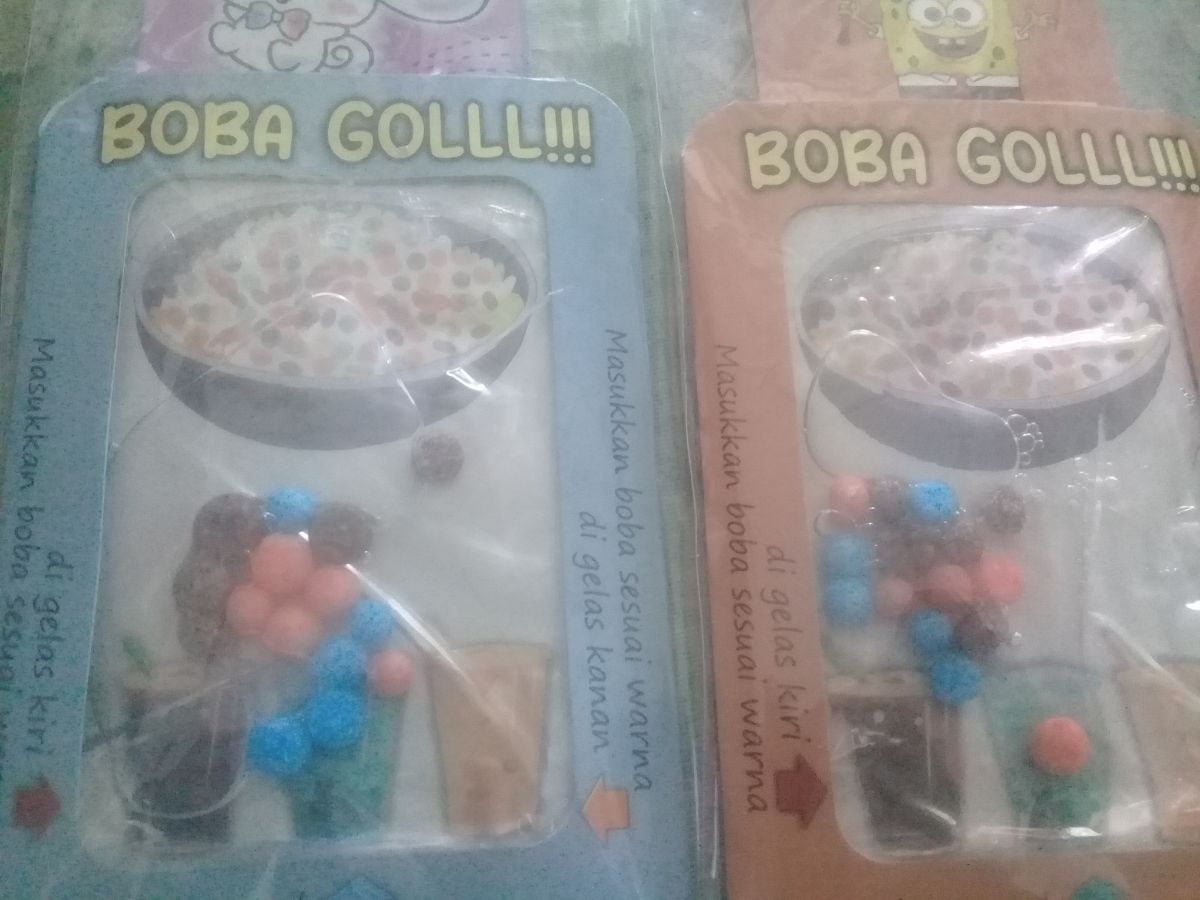 BOBA GOLLL!!!
Masukkan boba sesuai
di gelas kiri
Masukkan boba sesuai warna
di gelas kanan
BOBA GOLLL!!!
Masukkan boba sesuai warna
di gelas kiri